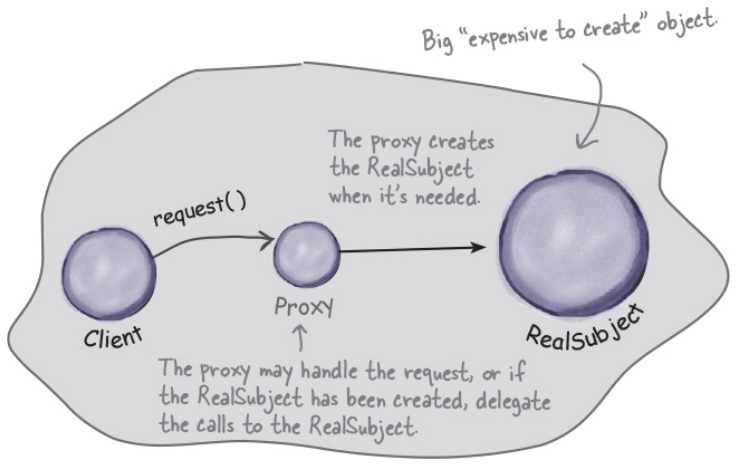 Big “expensive to create” object.
The proxy creates
the RealSubject
when it's needed.
request()
Client
Proxy
RealSubject
The proxy may handle the request, or if
the RealSubject has been created, delegate
the calls to the RealSubject.